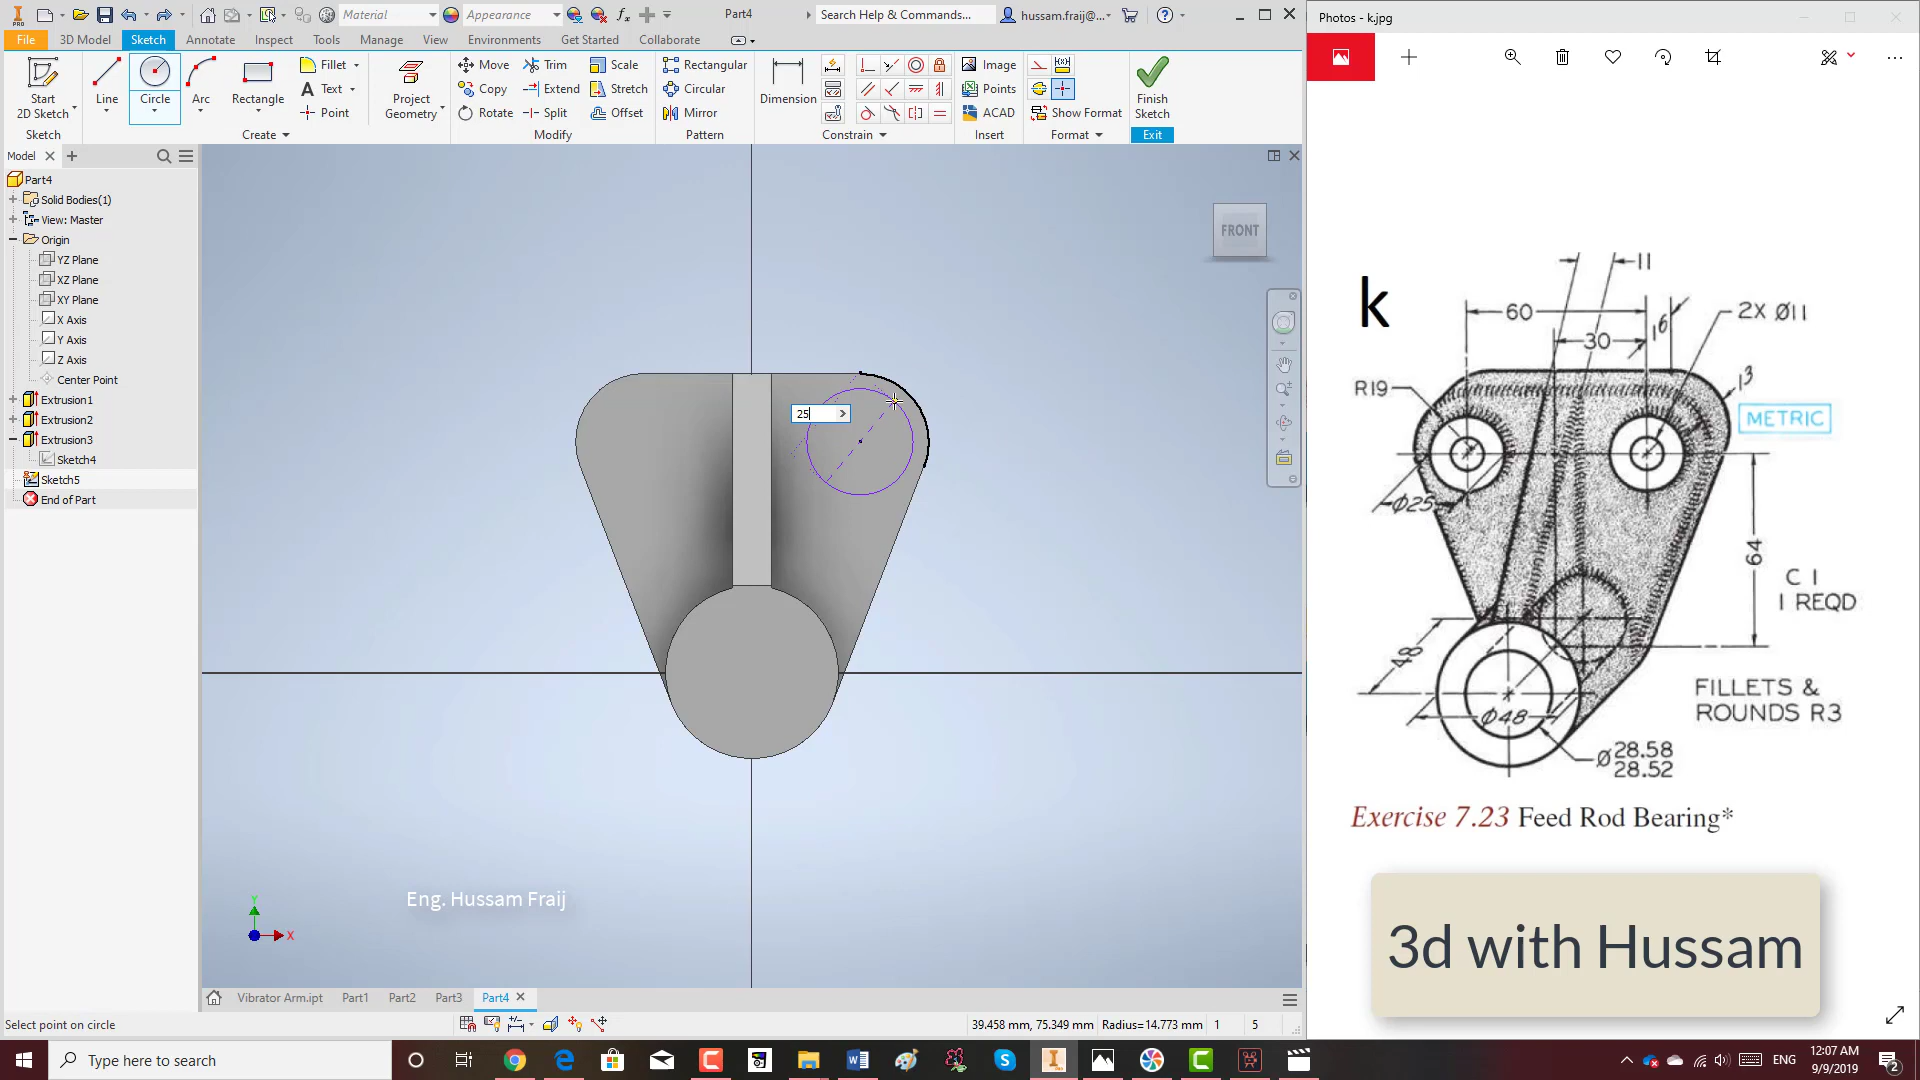 Material
Appearance
Part4
Search Help & Commands...
hussam.fraij@...
Photos - k.jpg
File
3D Model
Sketch
Annotate
Inspect
Tools
Manage
View
Environments
Get Started
Collaborate
Start
2D Sketch
Line
Circle
Arc
Rectangle
Fillet
Text
Point
Project
Geometry
Move
Copy
Rotate
Trim
Extend
Split
Scale
Stretch
Offset
Rectangular
Circular
Mirror
Dimension
Image
Points
ACAD
Show Format
Finish
Sketch
Sketch
Create
Modify
Pattern
Constrain
Insert
Format
Exit
Model
Part4
Solid Bodies(1)
View: Master
Origin
YZ Plane
XZ Plane
XY Plane
X Axis
Y Axis
Z Axis
Center Point
Extrusion1
Extrusion2
Extrusion3
Sketch4
Sketch5
End of Part
FRONT
25
Y
X
Eng. Hussam Fraij
Vibrator Arm.ipt
Part1
Part2
Part3
Part4
Select point on circle
39.458 mm, 75.349 mm
Radius=14.773 mm
1
5
k
11
60
2X Ø11
16
30
R19
13
METRIC
Ø25
64
C I
I REQD
48
Ø48
FILLETS &
ROUNDS R3
Ø 28.58
28.52
Exercise 7.23 Feed Rod Bearing*
3d with Hussam
Type here to search
ENG
12:07 AM
9/9/2019
2